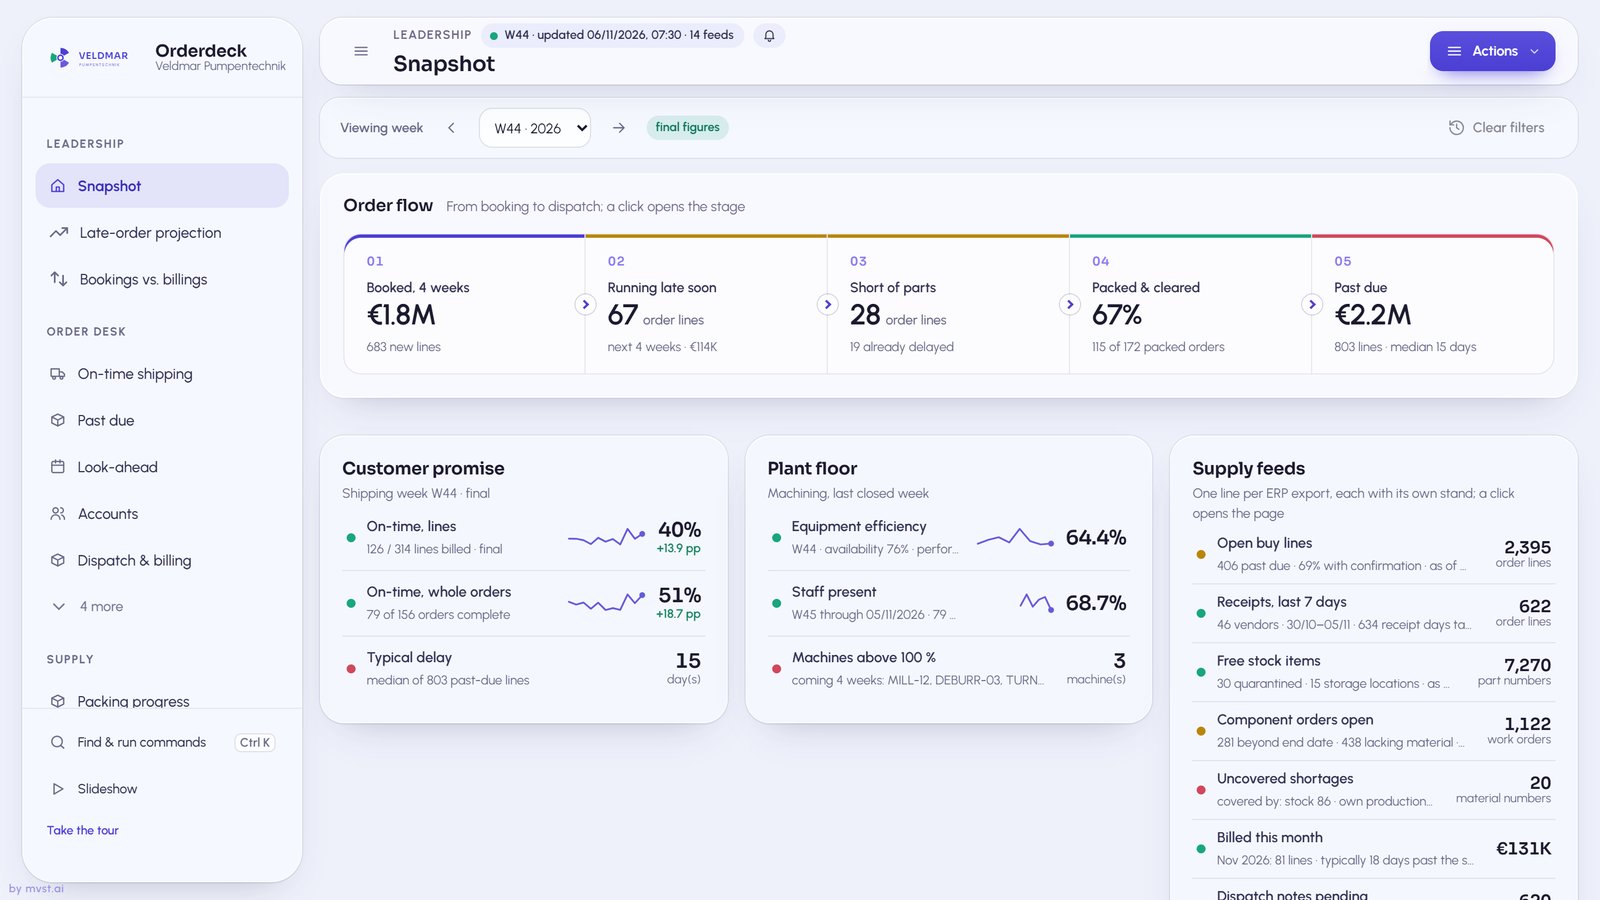 VELDMAR
PUMPENTECHNIK
Orderdeck
Veldmar Pumpentechnik
LEADERSHIP
Snapshot
Late-order projection
Bookings vs. billings
ORDER DESK
On-time shipping
Past due
Look-ahead
Accounts
Dispatch & billing
4 more
SUPPLY
Packing progress
Find & run commands
Ctrl K
Slideshow
Take the tour
by mvst.ai
LEADERSHIP
W44 · updated 06/11/2026, 07:30 · 14 feeds
Snapshot
Actions
Viewing week
W44 · 2026
final figures
Clear filters
Order flow
From booking to dispatch; a click opens the stage
01
Booked, 4 weeks
€1.8M
683 new lines
02
Running late soon
67 order lines
next 4 weeks · €114K
03
Short of parts
28 order lines
19 already delayed
04
Packed & cleared
67%
115 of 172 packed orders
05
Past due
€2.2M
803 lines · median 15 days
Customer promise
Shipping week W44 · final
On-time, lines
126 / 314 lines billed · final
40%
+13.9 pp
On-time, whole orders
79 of 156 orders complete
51%
+18.7 pp
Typical delay
median of 803 past-due lines
15
day(s)
Plant floor
Machining, last closed week
Equipment efficiency
W44 · availability 76% · perfor...
64.4%
Staff present
W45 through 05/11/2026 · 79 ...
68.7%
Machines above 100 %
coming 4 weeks: MILL-12, DEBURR-03, TURN...
3
machine(s)
Supply feeds
One line per ERP export, each with its own stand; a click
opens the page
Open buy lines
406 past due · 69% with confirmation · as of ...
2,395
order lines
Receipts, last 7 days
46 vendors · 30/10–05/11 · 634 receipt days ta...
622
order lines
Free stock items
30 quarantined · 15 storage locations · as ...
7,270
part numbers
Component orders open
281 beyond end date · 438 lacking material ·...
1,122
work orders
Uncovered shortages
covered by: stock 86 · own production...
20
material numbers
Billed this month
Nov 2026: 81 lines · typically 18 days past the s...
€131K
Dispatch notes pending
620